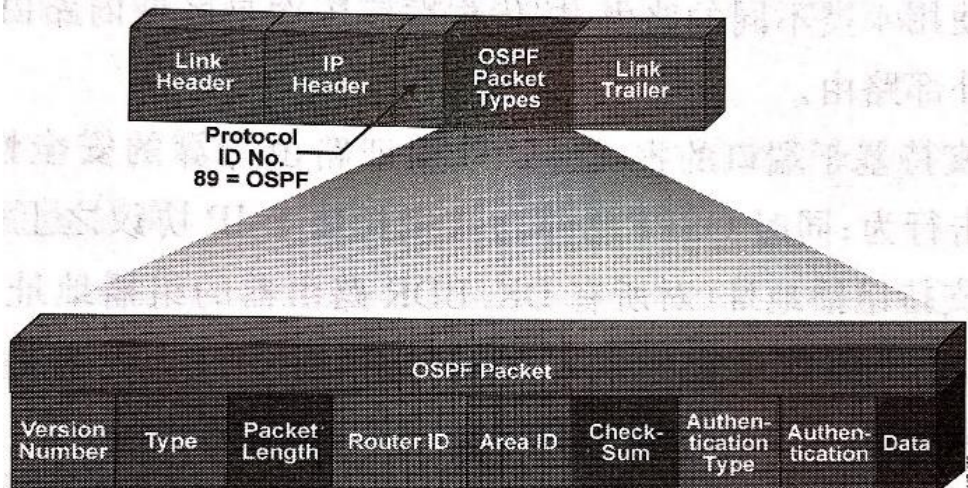 Link
Header
IP
Header
OSPF
Packet
Types
Link
Trailer
Protocol
ID No.
89 = OSPF
OSPF Packet
Version
Number
Type
Packet
Length
Router ID
Area ID
Check-
Sum
Authen-
tication
Type
Authen-
tication
Data